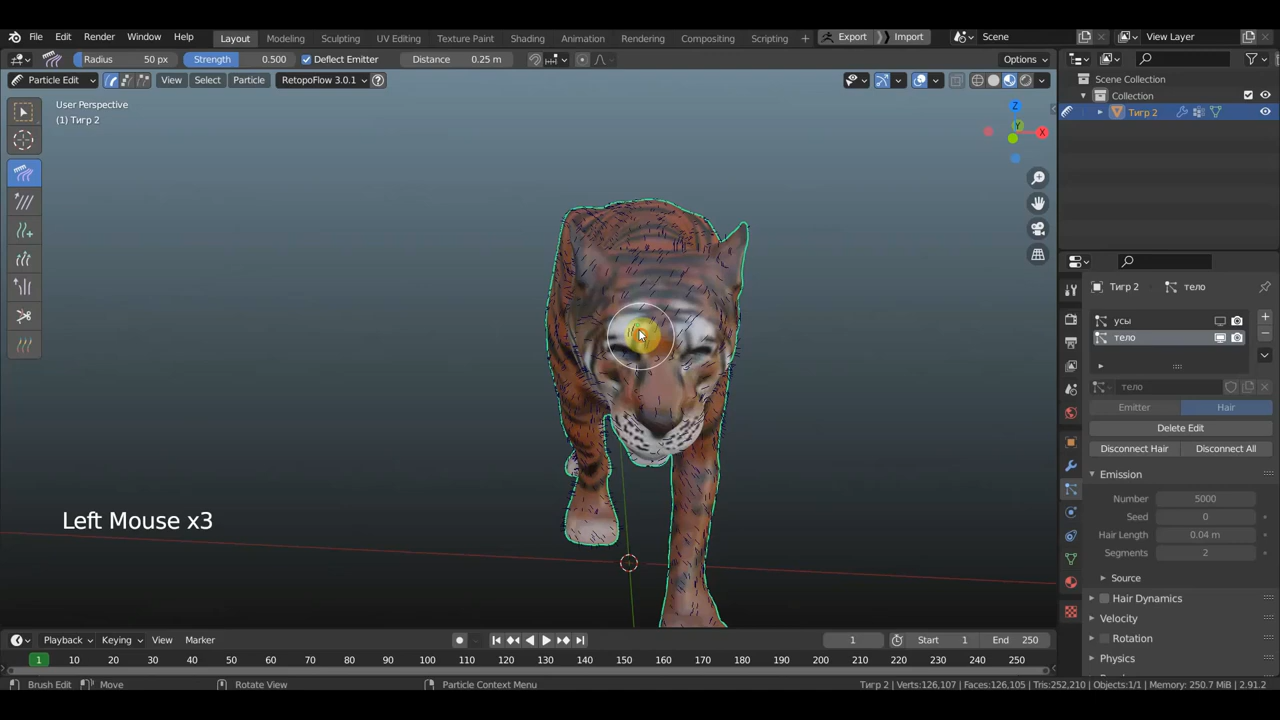 File Edit Render Window Help Layout Modeling Sculpting UV Editing Texture Paint Shading Animation Rendering Compositing Scripting + Export Import Scene View Layer
Radius 50 px Strength 0.500 Deflect Emitter Distance 0.25 m Options
Particle Edit View Select Particle RetopoFlow 3.0.1
Scene Collection
Collection
Тигр 2
User Perspective
(1) Тигр 2
Z
Y
X
Тигр 2 тело
усы
тело
тело
Emitter Hair
Delete Edit
Disconnect Hair Disconnect All
Emission
Number 5000
Seed 0
Hair Length 0.04 m
Segments 2
Source
Hair Dynamics
Velocity
Rotation
Physics
Left Mouse x3
Playback Keying View Marker 1 Start 1 End 250
1 10 20 30 40 50 60 70 80 90 100 110 120 130 140 150 160 170 180 190 200 210 220 230 240 250
Brush Edit Move Rotate View Particle Context Menu Тигр 2 | Verts:126,107 | Faces:126,105 | Tris:252,210 | Objects:1/1 | Memory: 250.7 MiB | 2.91.2